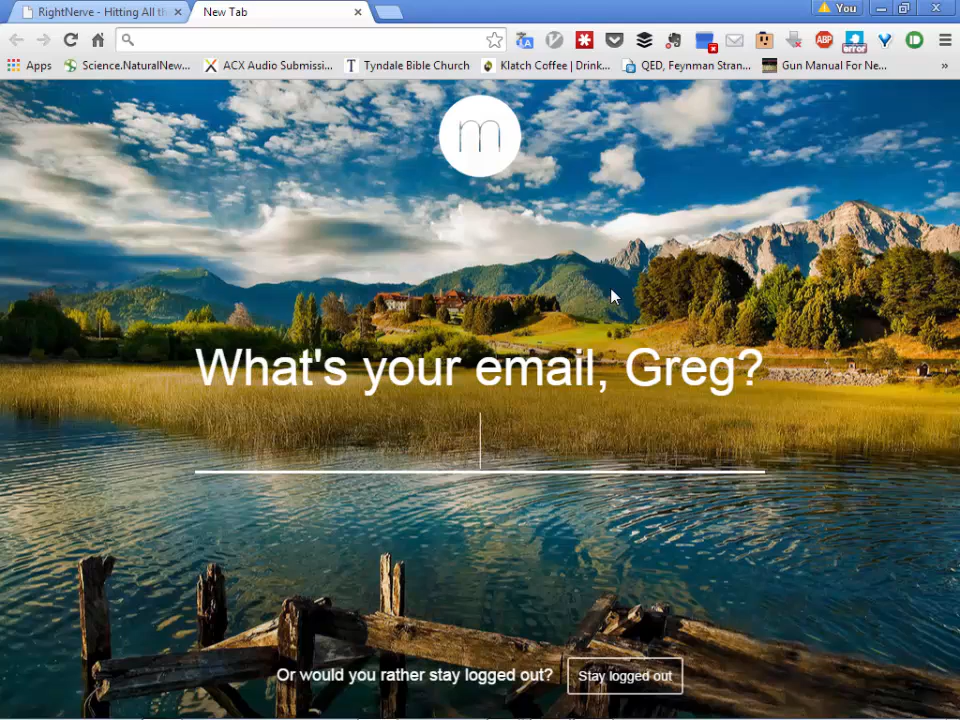 RightNerve - Hitting All th
New Tab
You
Apps
Science.NaturalNew...
ACX Audio Submissi...
T Tyndale Bible Church
Klatch Coffee | Drink...
QED, Feynman Stran...
Gun Manual For Ne...
»
ABP
error
m
What's your email, Greg?
Or would you rather stay logged out?
Stay logged out